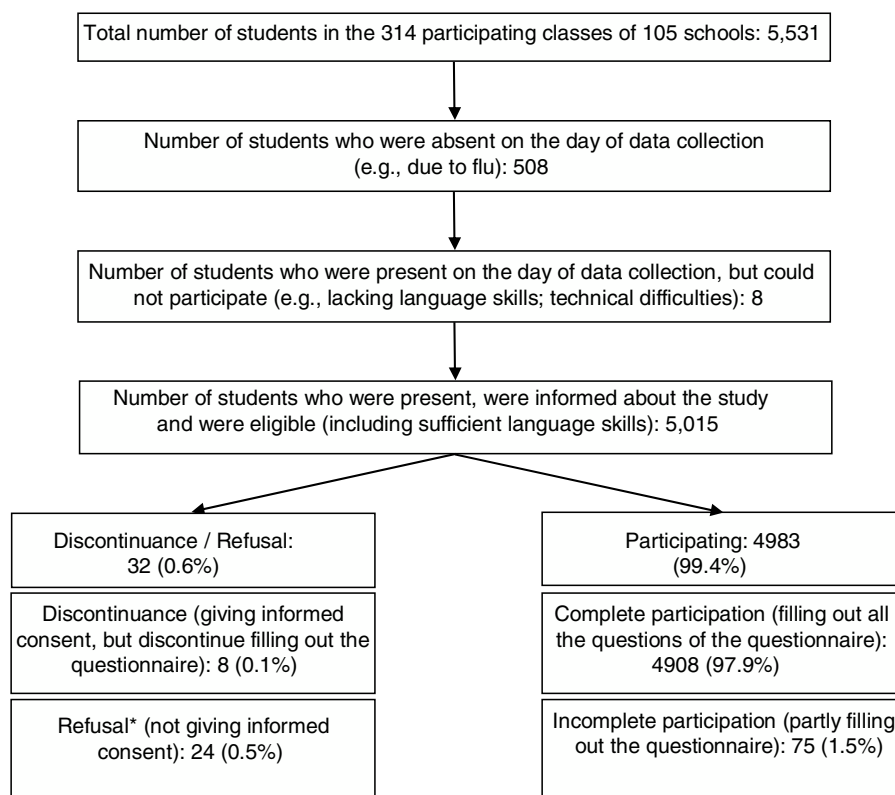 Total number of students in the 314 participating classes of 105 schools: 5,531
Number of students who were absent on the day of data collection
(e.g., due to flu): 508
Number of students who were present on the day of data collection, but could
not participate (e.g., lacking language skills; technical difficulties): 8
Number of students who were present, were informed about the study
and were eligible (including sufficient language skills): 5,015
Discontinuance / Refusal:
32 (0.6%)
Discontinuance (giving informed
consent, but discontinue filling out the
questionnaire): 8 (0.1%)
Refusal* (not giving informed
consent): 24 (0.5%)
Participating: 4983
(99.4%)
Complete participation (filling out all
the questions of the questionnaire):
4908 (97.9%)
Incomplete participation (partly filling
out the questionnaire): 75 (1.5%)